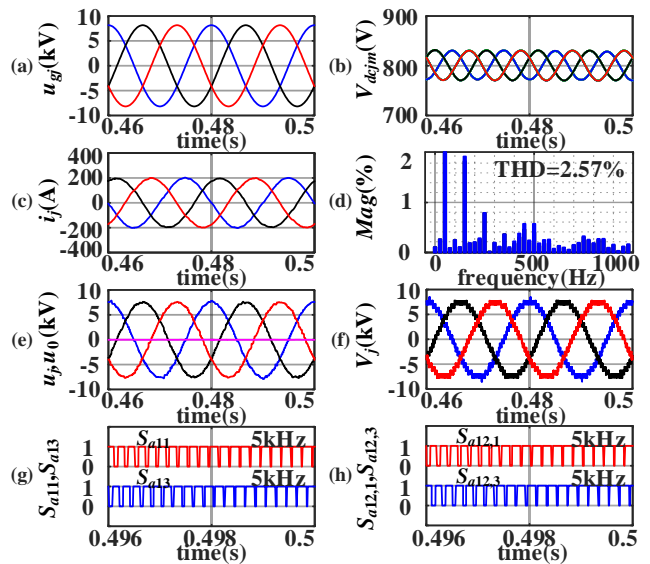 (a)
u_gj(kV)
10
5
0
-5
-10
0.46
0.48
0.5
time(s)
(b)
V_dcjm(V)
900
800
700
0.46
0.48
0.5
time(s)
(c)
i_j(A)
400
200
0
-200
-400
0.46
0.48
0.5
time(s)
(d)
Mag(%)
2
1
0
THD=2.57%
0
500
1000
frequency(Hz)
(e)
u_j,u_0(kV)
10
5
0
-5
-10
0.46
0.48
0.5
time(s)
(f)
V_j(kV)
10
5
0
-5
-10
0.46
0.48
0.5
time(s)
(g)
S_a11,S_a13
S_a11
5kHz
1
0
S_a13
5kHz
1
0
0.496
0.498
0.5
time(s)
(h)
S_a12,1,S_a12,3
S_a12,1
5kHz
1
0
S_a12,3
5kHz
1
0
0.496
0.498
0.5
time(s)